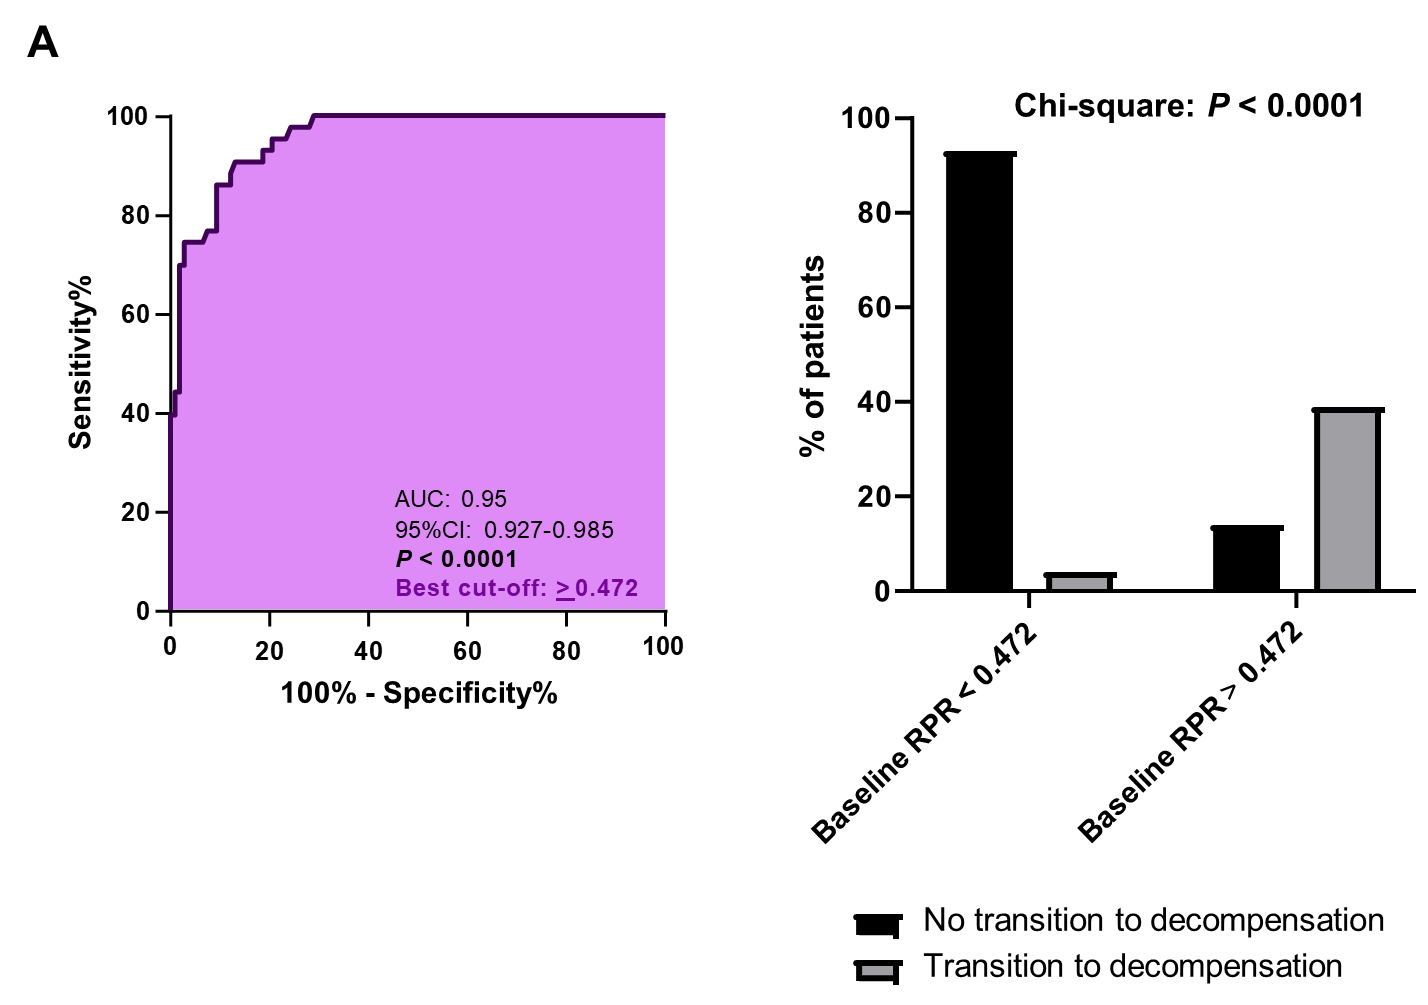 A
100
80
60
40
20
0
Sensitivity%
AUC: 0.95
95%CI: 0.927-0.985
P < 0.0001
Best cut-off: ≥0.472
0 20 40 60 80 100
100% - Specificity%
Chi-square: P < 0.0001
100
80
60
40
20
0
% of patients
Baseline RPR < 0.472
Baseline RPR > 0.472
No transition to decompensation
Transition to decompensation